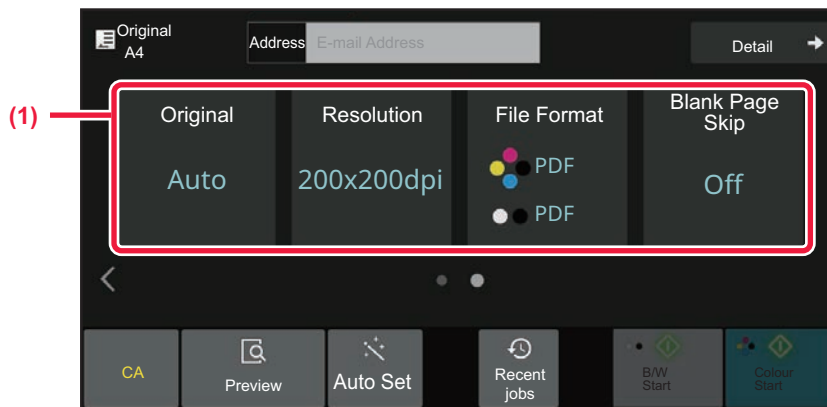 Original
A4
Address E-mail Address
Detail
(1)
Original
Resolution
File Format
Blank Page
Skip
Auto
200x200dpi
PDF
PDF
Off
CA
Preview
Auto Set
Recent
jobs
B/W
Start
Colour
Start